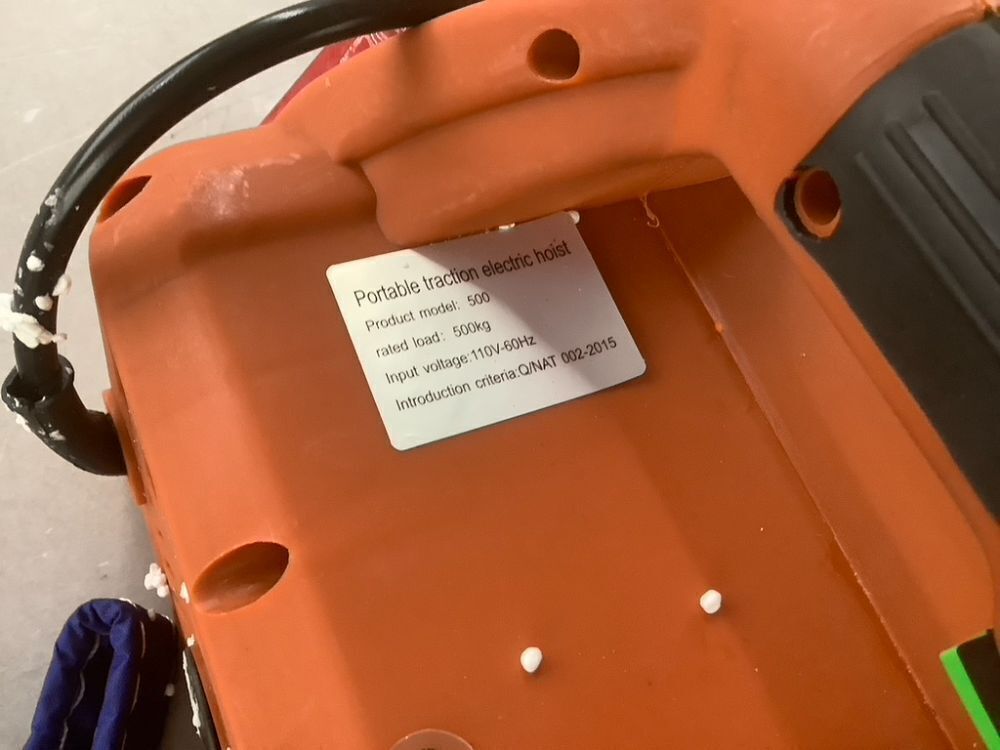 Portable traction electric hoist
Product model: 500
rated load: 500kg
Input voltage:110V-60Hz
Introduction criteria:Q/NAT 002-2015